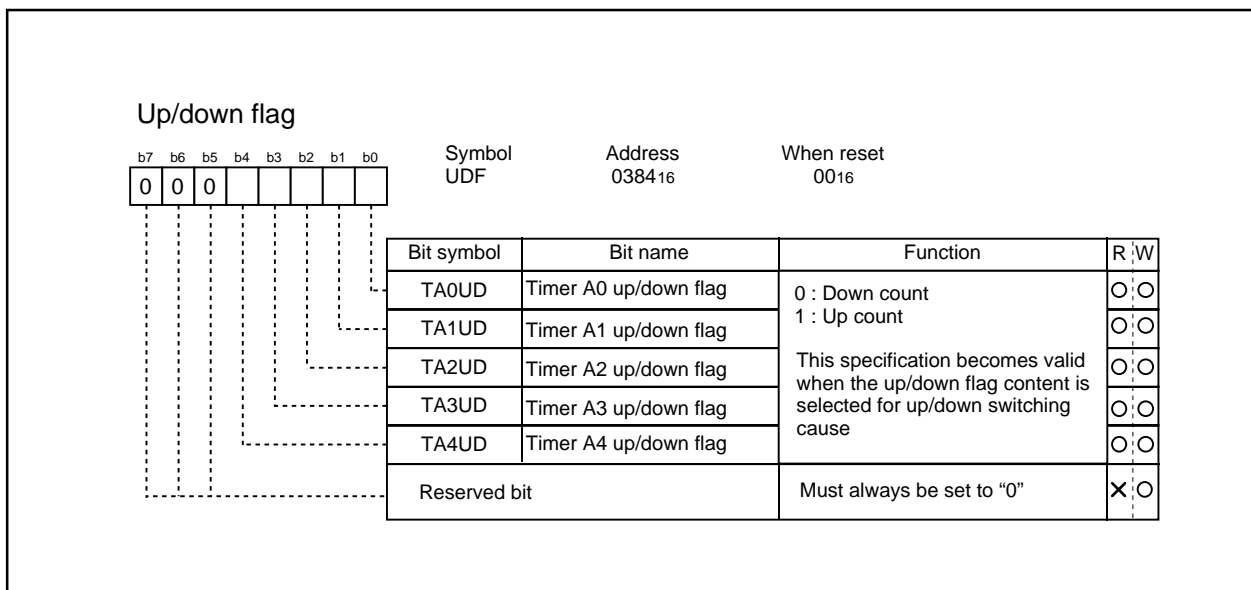 Up/down flag
b7 b6 b5 b4 b3 b2 b1 b0
0 0 0
Symbol Address When reset
UDF 038416 0016
Bit symbol Bit name Function R W
TA0UD Timer A0 up/down flag 0 : Down count
1 : Up count
TA1UD Timer A1 up/down flag
TA2UD Timer A2 up/down flag This specification becomes valid
when the up/down flag content is
TA3UD Timer A3 up/down flag selected for up/down switching
cause
TA4UD Timer A4 up/down flag
Reserved bit Must always be set to “0”